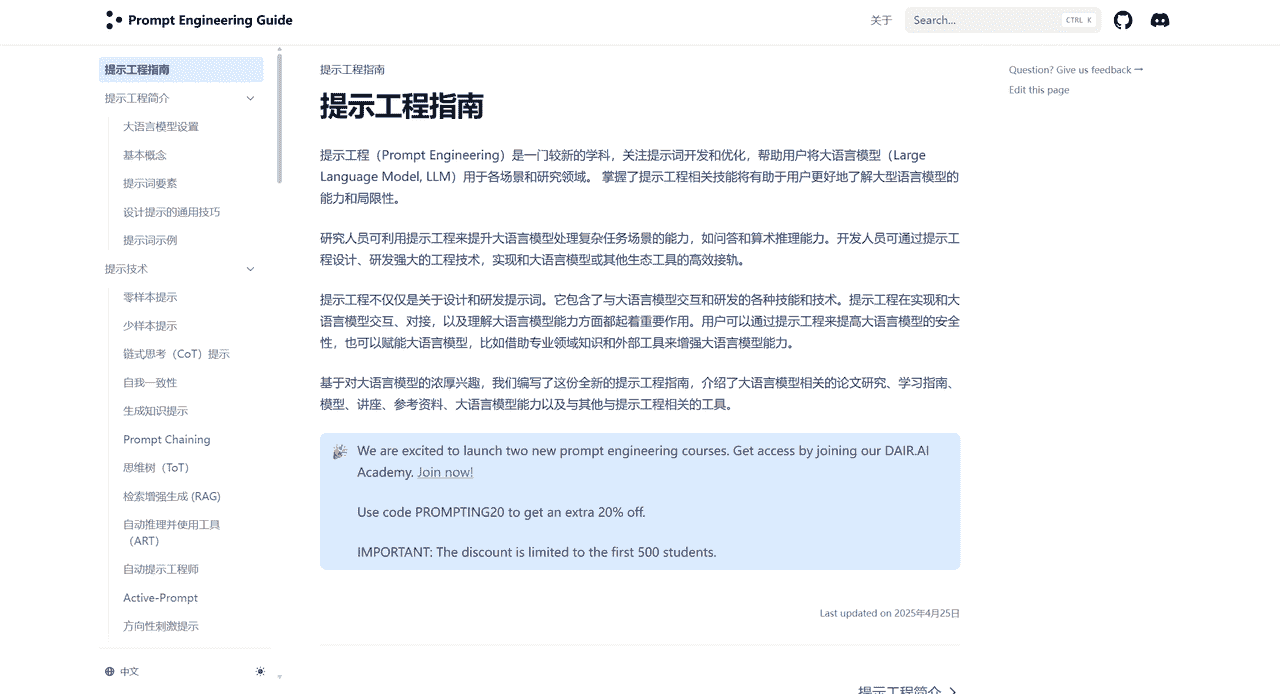 Prompt Engineering Guide
关于
Search...
CTRL K
提示工程指南
提示工程简介
大语言模型设置
基本概念
提示词要素
设计提示的通用技巧
提示词示例
提示技术
零样本提示
少样本提示
链式思考（CoT）提示
自我一致性
生成知识提示
Prompt Chaining
思维树（ToT）
检索增强生成 (RAG)
自动推理并使用工具
（ART）
自动提示工程师
Active-Prompt
方向性刺激提示
中文
提示工程指南
提示工程指南
提示工程（Prompt Engineering）是一门较新的学科，关注提示词开发和优化，帮助用户将大语言模型（Large
Language Model, LLM）用于各场景和研究领域。 掌握了提示工程相关技能将有助于用户更好地了解大型语言模型的
能力和局限性。
研究人员可利用提示工程来提升大语言模型处理复杂任务场景的能力，如问答和算术推理能力。开发人员可通过提示工
程设计、研发强大的工程技术，实现和大语言模型或其他生态工具的高效接轨。
提示工程不仅仅是关于设计和研发提示词。它包含了与大语言模型交互和研发的各种技能和技术。提示工程在实现和大
语言模型交互、对接，以及理解大语言模型能力方面都起着重要作用。用户可以通过提示工程来提高大语言模型的安全
性，也可以赋能大语言模型，比如借助专业领域知识和外部工具来增强大语言模型能力。
基于对大语言模型的浓厚兴趣，我们编写了这份全新的提示工程指南，介绍了大语言模型相关的论文研究、学习指南、
模型、讲座、参考资料、大语言模型能力以及与其他与提示工程相关的工具。
We are excited to launch two new prompt engineering courses. Get access by joining our DAIR.AI
Academy. Join now!
Use code PROMPTING20 to get an extra 20% off.
IMPORTANT: The discount is limited to the first 500 students.
Last updated on 2025年4月25日
提示工程简介
Question? Give us feedback →
Edit this page